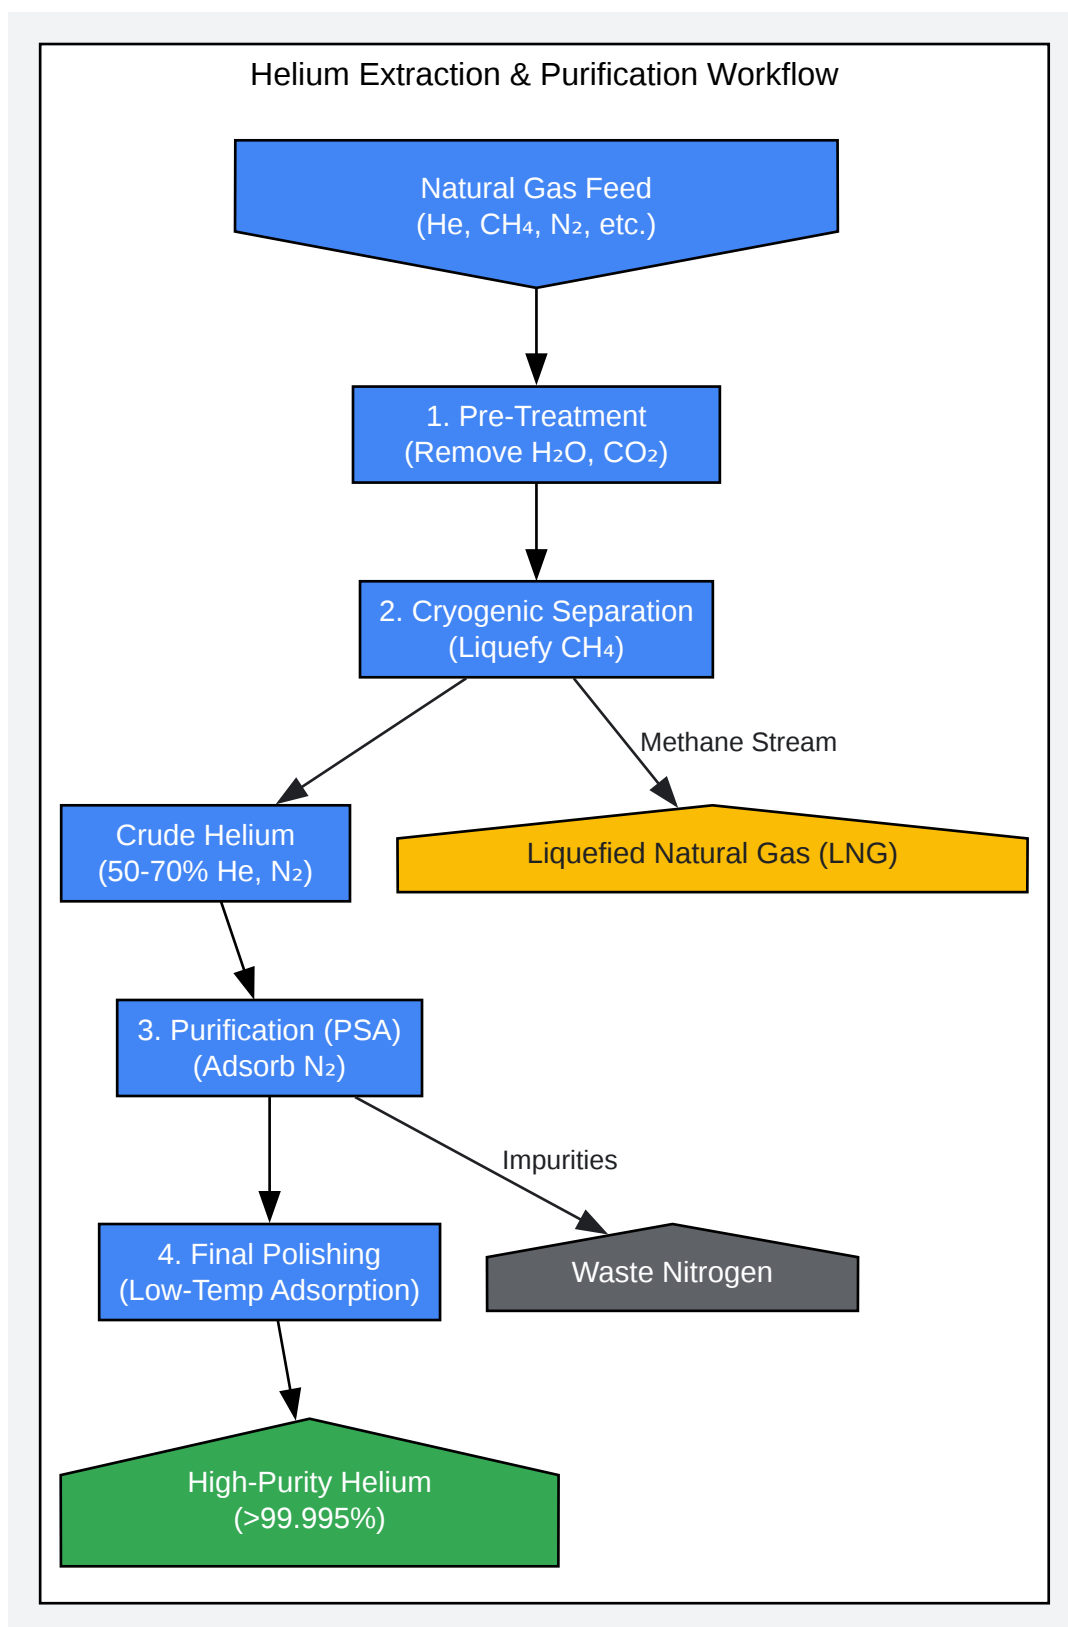 Helium Extraction & Purification Workflow
Natural Gas Feed
(He, CH₄, N₂, etc.)
1. Pre-Treatment
(Remove H₂O, CO₂)
2. Cryogenic Separation
(Liquefy CH₄)
Methane Stream
Crude Helium
(50-70% He, N₂)
Liquefied Natural Gas (LNG)
3. Purification (PSA)
(Adsorb N₂)
Impurities
4. Final Polishing
(Low-Temp Adsorption)
Waste Nitrogen
High-Purity Helium
(>99.995%)